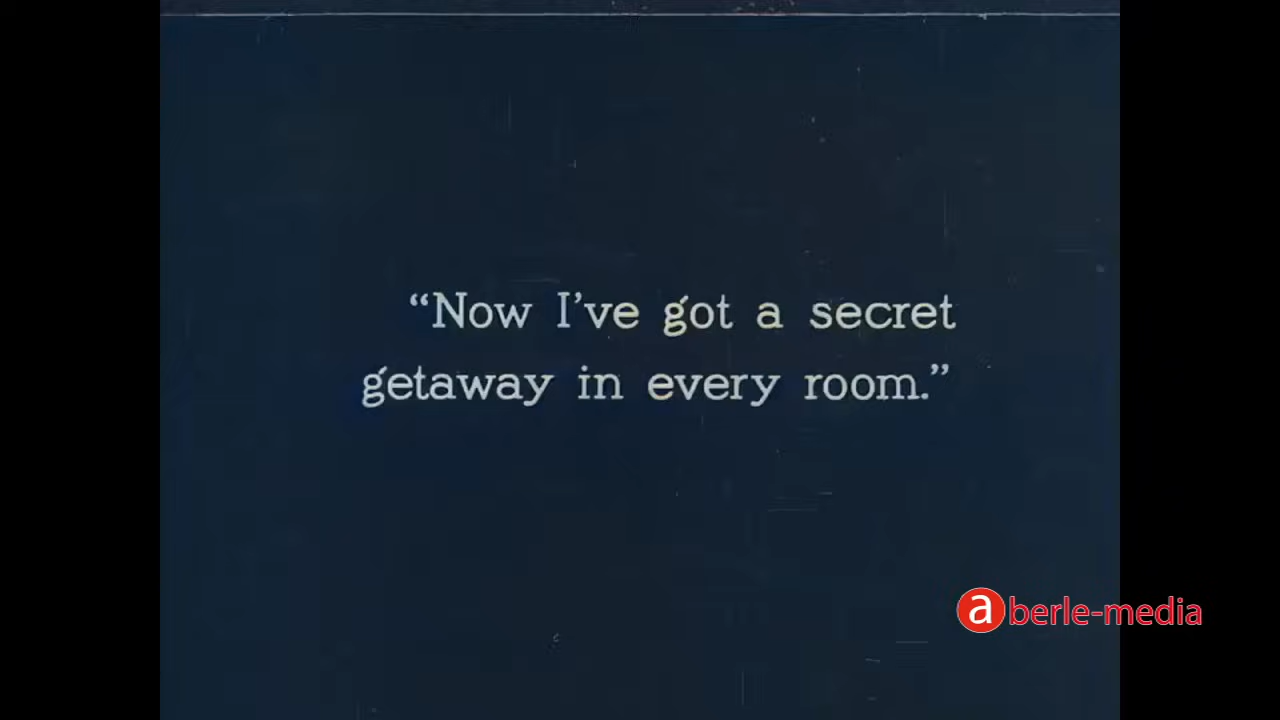 “Now I’ve got a secret
getaway in every room.”
aberle-media